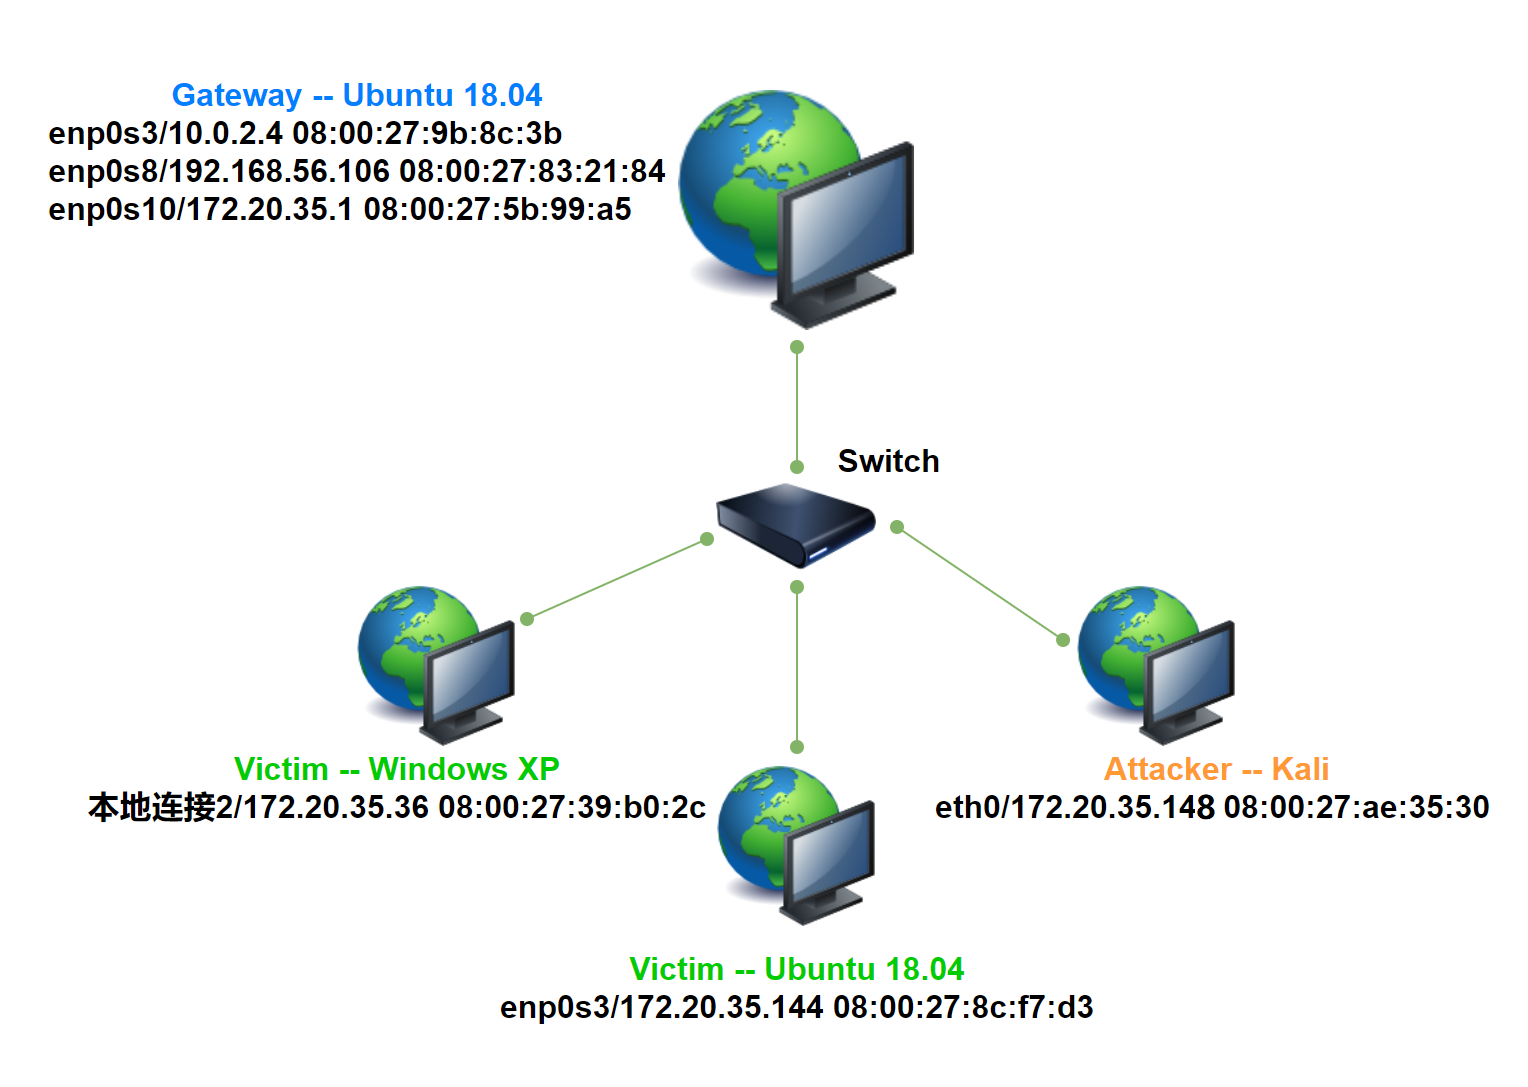 Gateway -- Ubuntu 18.04
enp0s3/10.0.2.4 08:00:27:9b:8c:3b
enp0s8/192.168.56.106 08:00:27:83:21:84
enp0s10/172.20.35.1 08:00:27:5b:99:a5
Switch
Victim -- Windows XP
本地连接2/172.20.35.36 08:00:27:39:b0:2c
Attacker -- Kali
eth0/172.20.35.148 08:00:27:ae:35:30
Victim -- Ubuntu 18.04
enp0s3/172.20.35.144 08:00:27:8c:f7:d3